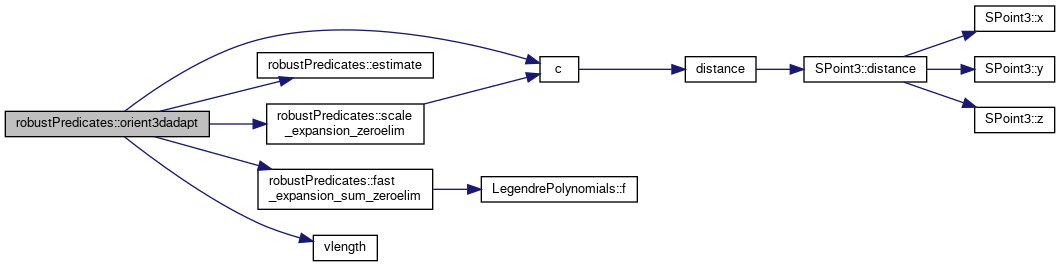 robustPredicates::orient3dadapt
robustPredicates::estimate
robustPredicates::scale
_expansion_zeroelim
robustPredicates::fast
_expansion_sum_zeroelim
vlength
c
LegendrePolynomials::f
distance
SPoint3::distance
SPoint3::x
SPoint3::y
SPoint3::z